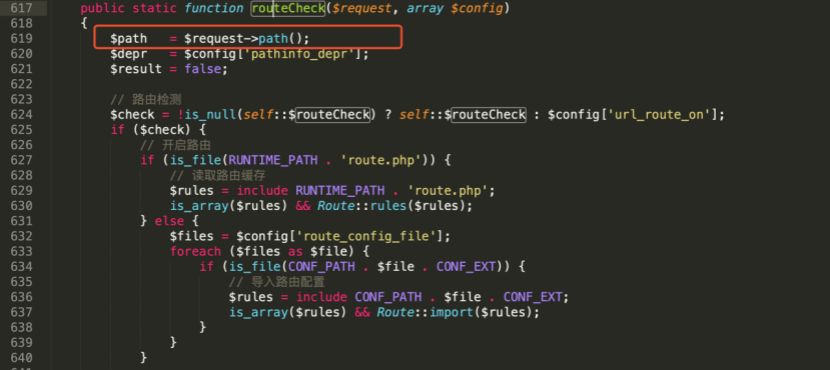 617 public static function routeCheck($request, array $config)
618 {
619 $path = $request->path();
620 $depr = $config['pathinfo_depr'];
621 $result = false;
622
623 // 路由检测
624 $check = !is_null(self::$routeCheck) ? self::$routeCheck : $config['url_route_on'];
625 if ($check) {
626 // 开启路由
627 if (is_file(RUNTIME_PATH . 'route.php')) {
628 // 读取路由缓存
629 $rules = include RUNTIME_PATH . 'route.php';
630 is_array($rules) && Route::rules($rules);
631 } else {
632 $files = $config['route_config_file'];
633 foreach ($files as $file) {
634 if (is_file(CONF_PATH . $file . CONF_EXT)) {
635 // 导入路由配置
636 $rules = include CONF_PATH . $file . CONF_EXT;
637 is_array($rules) && Route::import($rules);
638 }
639 }
640 }